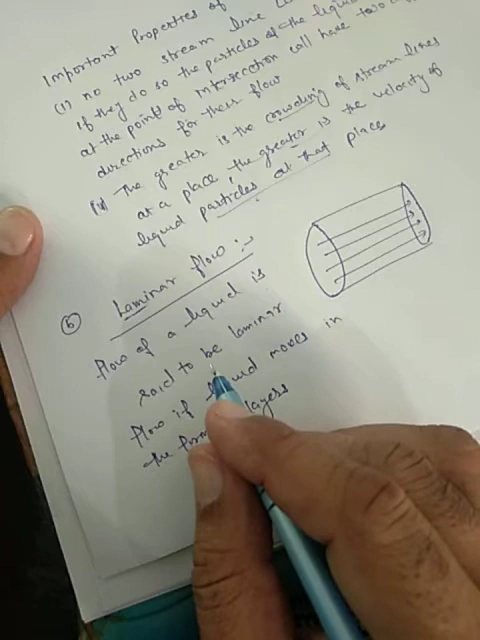 Important Properties of
(i) no two stream line
if they do so the particles of the liquid
at the point of intersection will have two
directions for their flow
(ii) The greater is the crowding of stream lines
at a place the greater is the velocity of
liquid particles at that place
(b) Laminar flow :-
flow of a liquid is
said to be laminar
flow if liquid moves in
the form layers